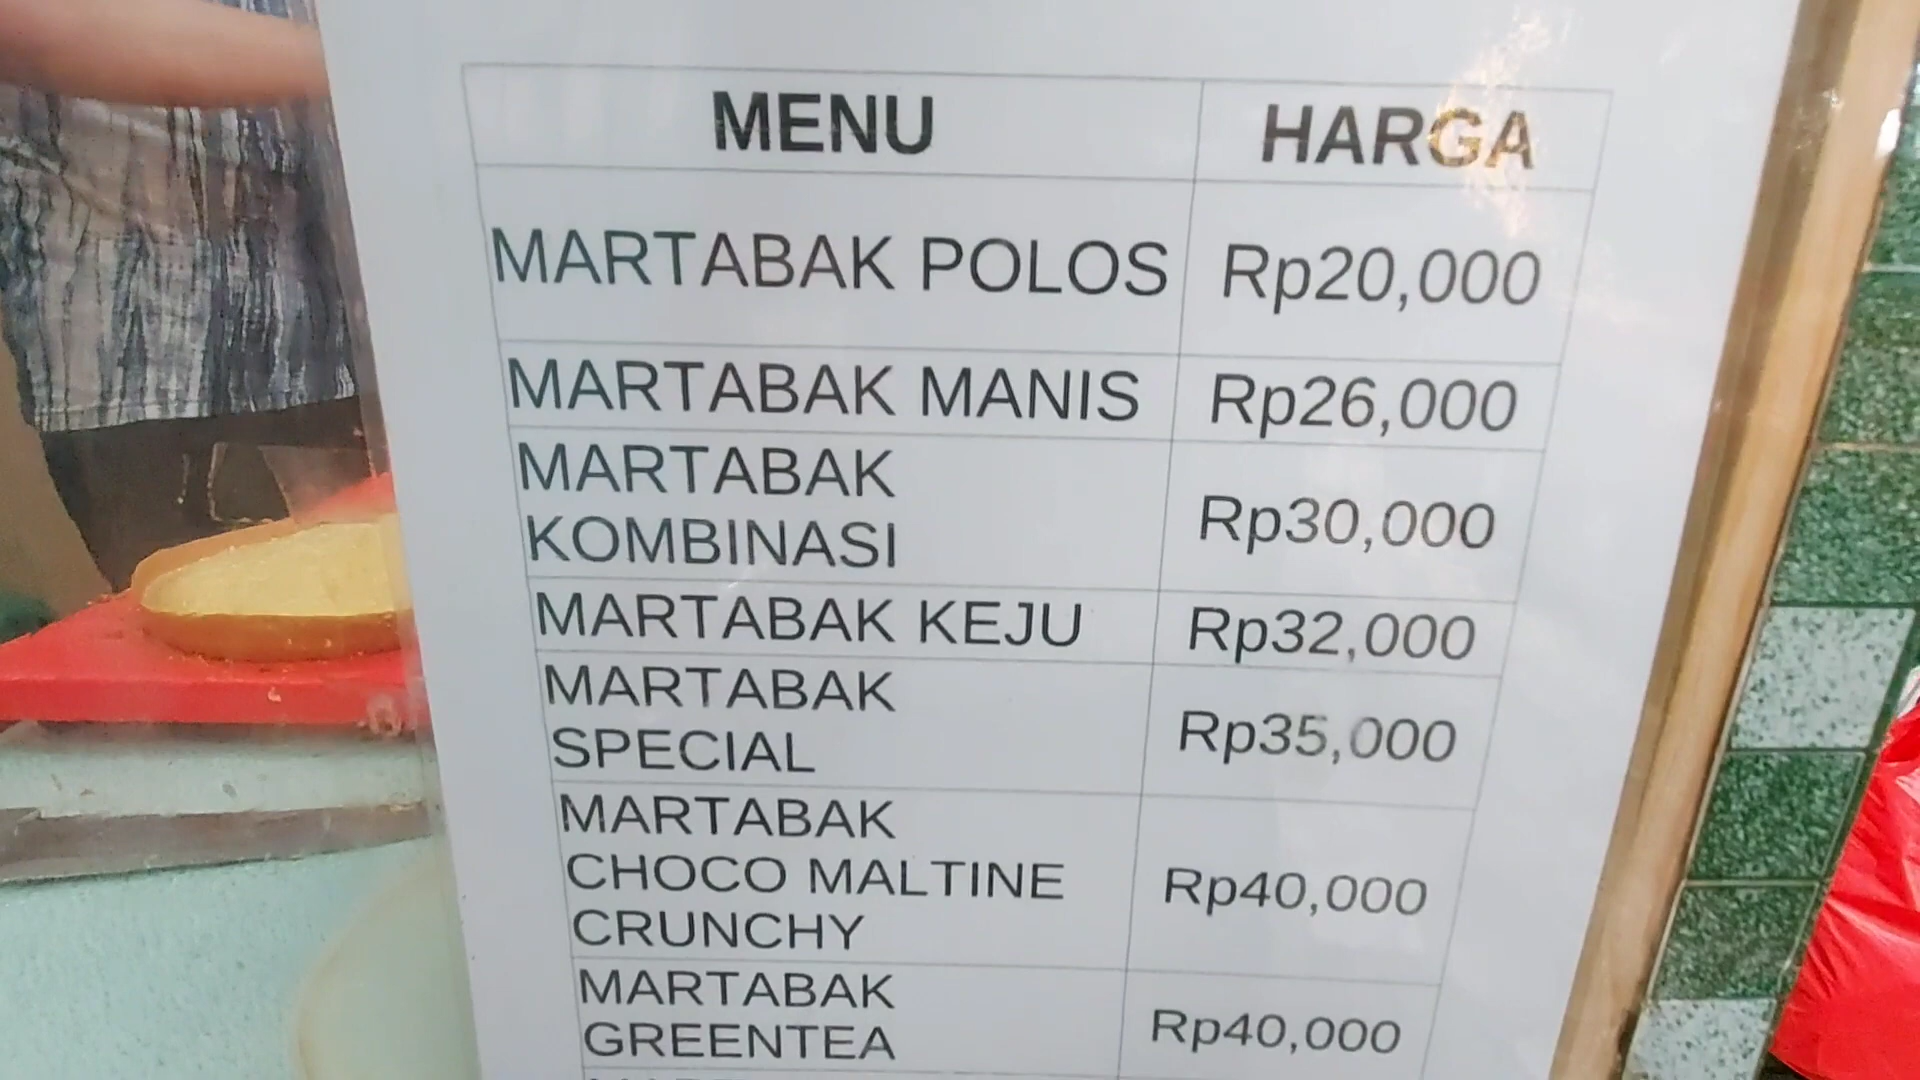 MENU HARGA
MARTABAK POLOS Rp20,000
MARTABAK MANIS Rp26,000
MARTABAK
KOMBINASI Rp30,000
MARTABAK KEJU Rp32,000
MARTABAK
SPECIAL Rp35,000
MARTABAK
CHOCO MALTINE Rp40,000
CRUNCHY
MARTABAK
GREENTEA Rp40,000